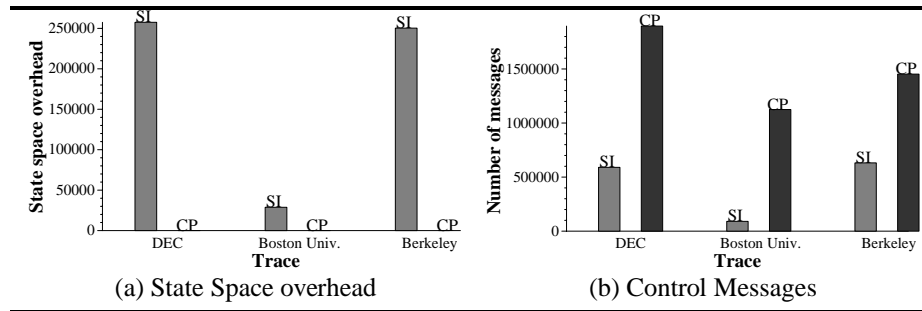 State space overhead
250000
200000
150000
100000
50000
0
SI
CP
SI
CP
SI
CP
DEC
Boston Univ.
Berkeley
Trace
(a) State Space overhead
Number of messages
1500000
1000000
500000
0
SI
CP
SI
CP
SI
CP
DEC
Boston Univ.
Berkeley
Trace
(b) Control Messages